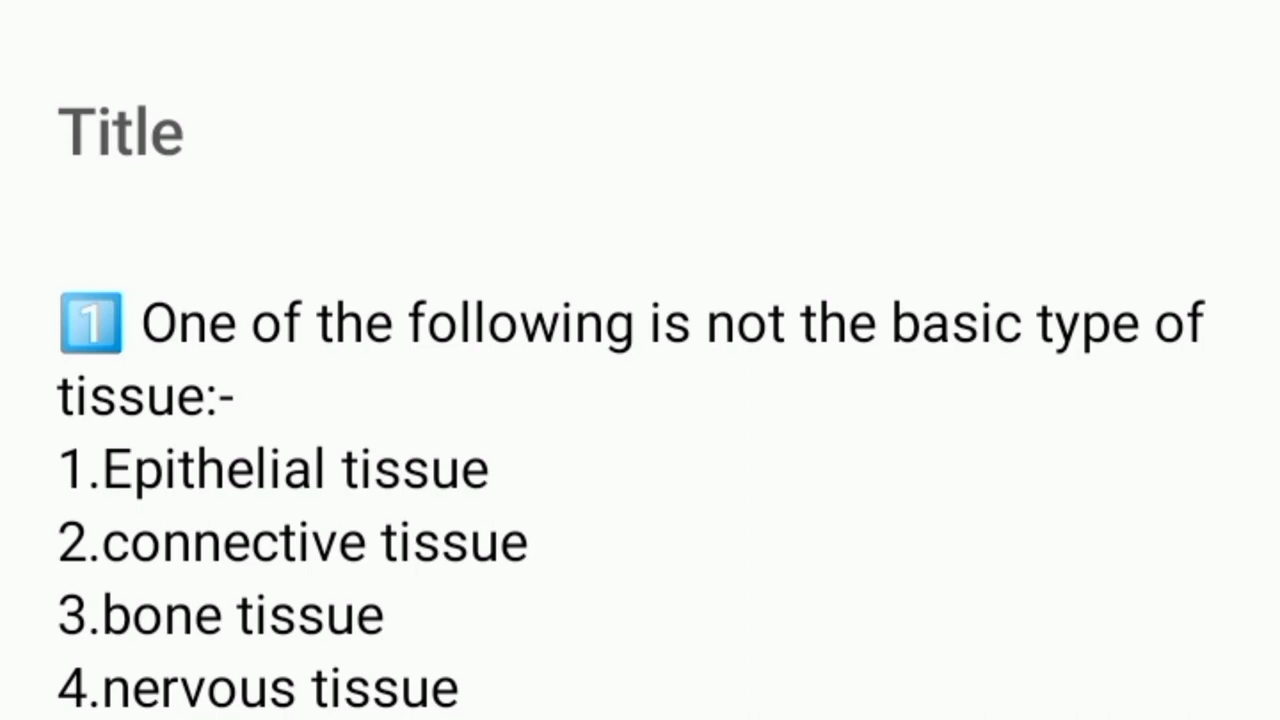 Title
1️⃣ One of the following is not the basic type of
tissue:-
1.Epithelial tissue
2.connective tissue
3.bone tissue
4.nervous tissue